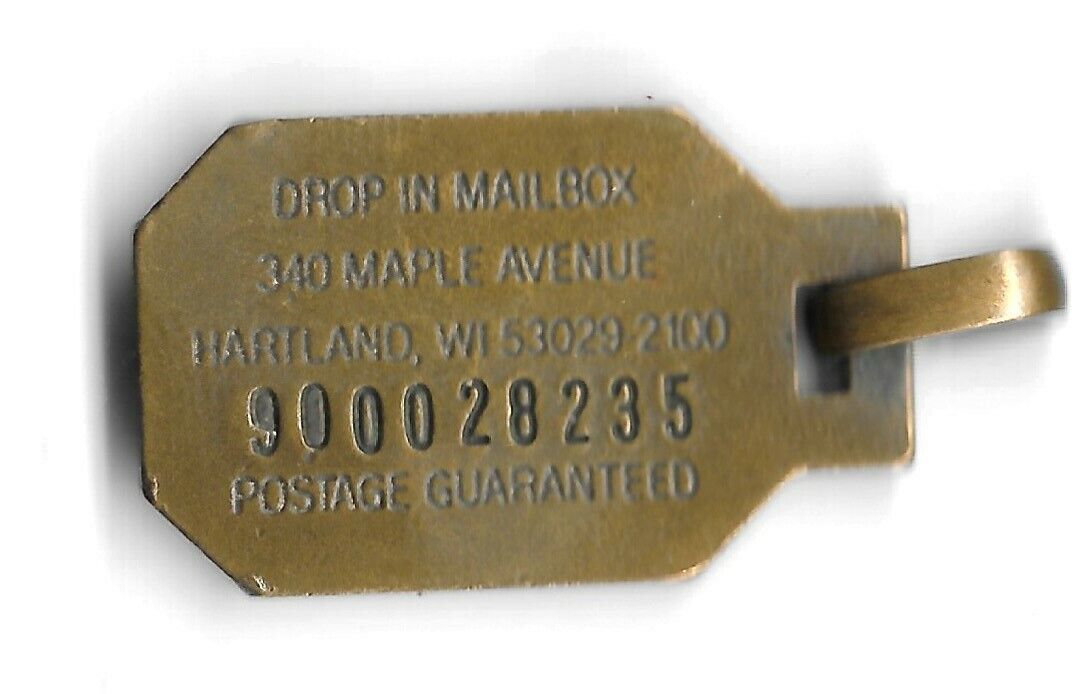 DROP IN MAILBOX
340 MAPLE AVENUE
HARTLAND, WI 53029-2100
900028235
POSTAGE GUARANTEED